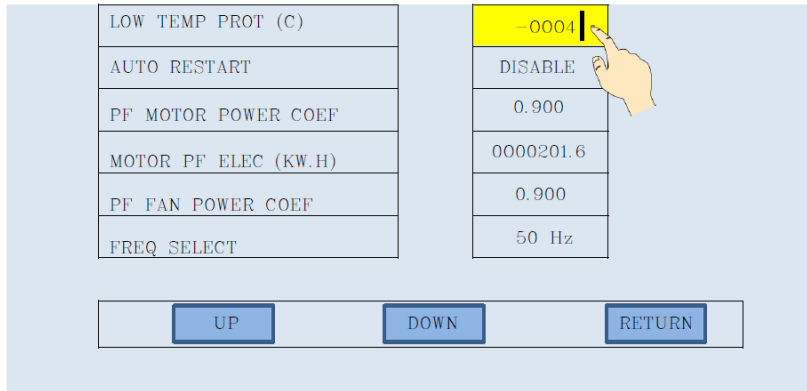 LOW TEMP PROT (C) -0004
AUTO RESTART DISABLE
PF MOTOR POWER COEF 0.900
MOTOR PF ELEC (KW.H) 0000201.6
PF FAN POWER COEF 0.900
FREQ SELECT 50 Hz
UP DOWN RETURN